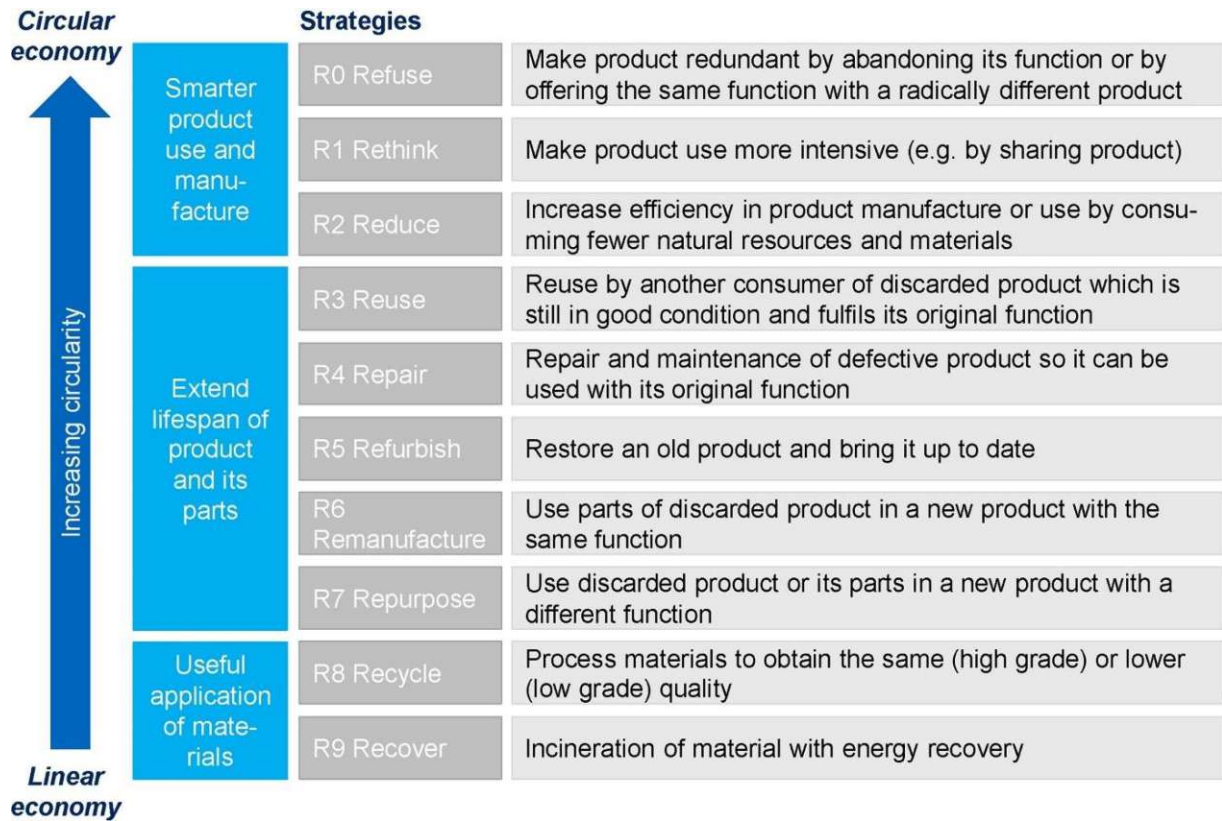 Circular
economy
Strategies
Smarter
product
use and
manu-
facture
R0 Refuse
Make product redundant by abandoning its function or by
offering the same function with a radically different product
R1 Rethink
Make product use more intensive (e.g. by sharing product)
R2 Reduce
Increase efficiency in product manufacture or use by consu-
ming fewer natural resources and materials
Increasing circularity
Extend
lifespan of
product
and its
parts
R3 Reuse
Reuse by another consumer of discarded product which is
still in good condition and fulfils its original function
R4 Repair
Repair and maintenance of defective product so it can be
used with its original function
R5 Refurbish
Restore an old product and bring it up to date
R6
Remanufacture
Use parts of discarded product in a new product with the
same function
R7 Repurpose
Use discarded product or its parts in a new product with a
different function
Useful
application
of mate-
rials
R8 Recycle
Process materials to obtain the same (high grade) or lower
(low grade) quality
R9 Recover
Incineration of material with energy recovery
Linear
economy